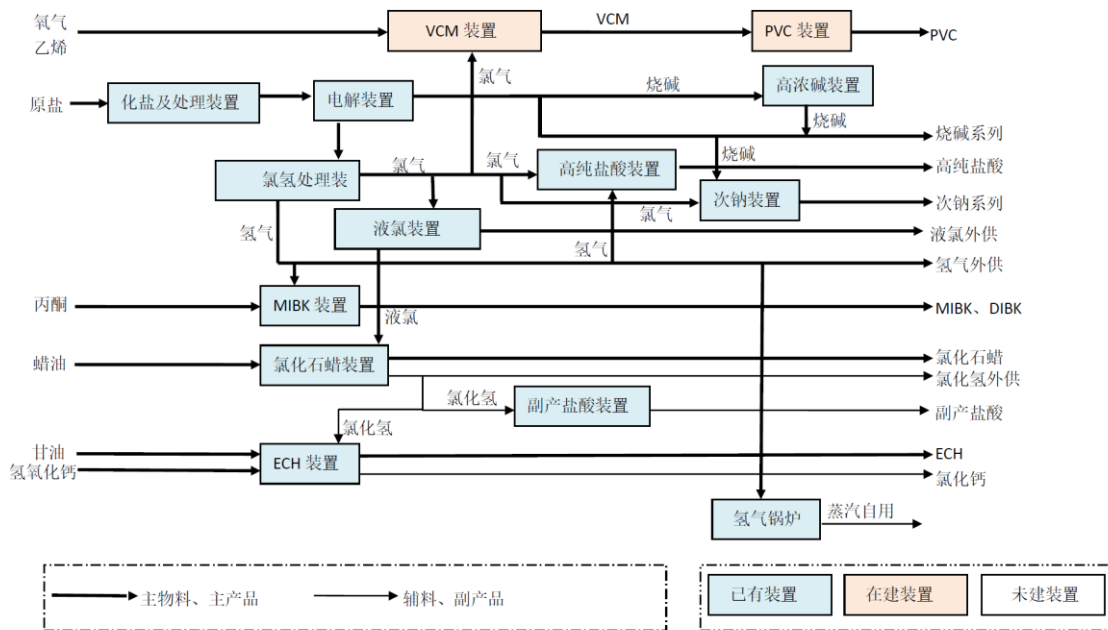 氧气
乙烯
VCM 装置
VCM
PVC 装置
PVC
氯气
原盐
化盐及处理装置
电解装置
烧碱
高浓碱装置
烧碱
烧碱系列
烧碱
氯氢处理装
氯气
氯气
高纯盐酸装置
高纯盐酸
次钠装置
次钠系列
氯气
液氯装置
液氯外供
氢气
氢气
氢气外供
丙酮
MIBK 装置
MIBK、DIBK
液氯
蜡油
氯化石蜡装置
氯化石蜡
氯化氢外供
氯化氢
副产盐酸装置
副产盐酸
氯化氢
甘油
氢氧化钙
ECH 装置
ECH
氯化钙
氢气锅炉
蒸汽自用
主物料、主产品
辅料、副产品
已有装置
在建装置
未建装置